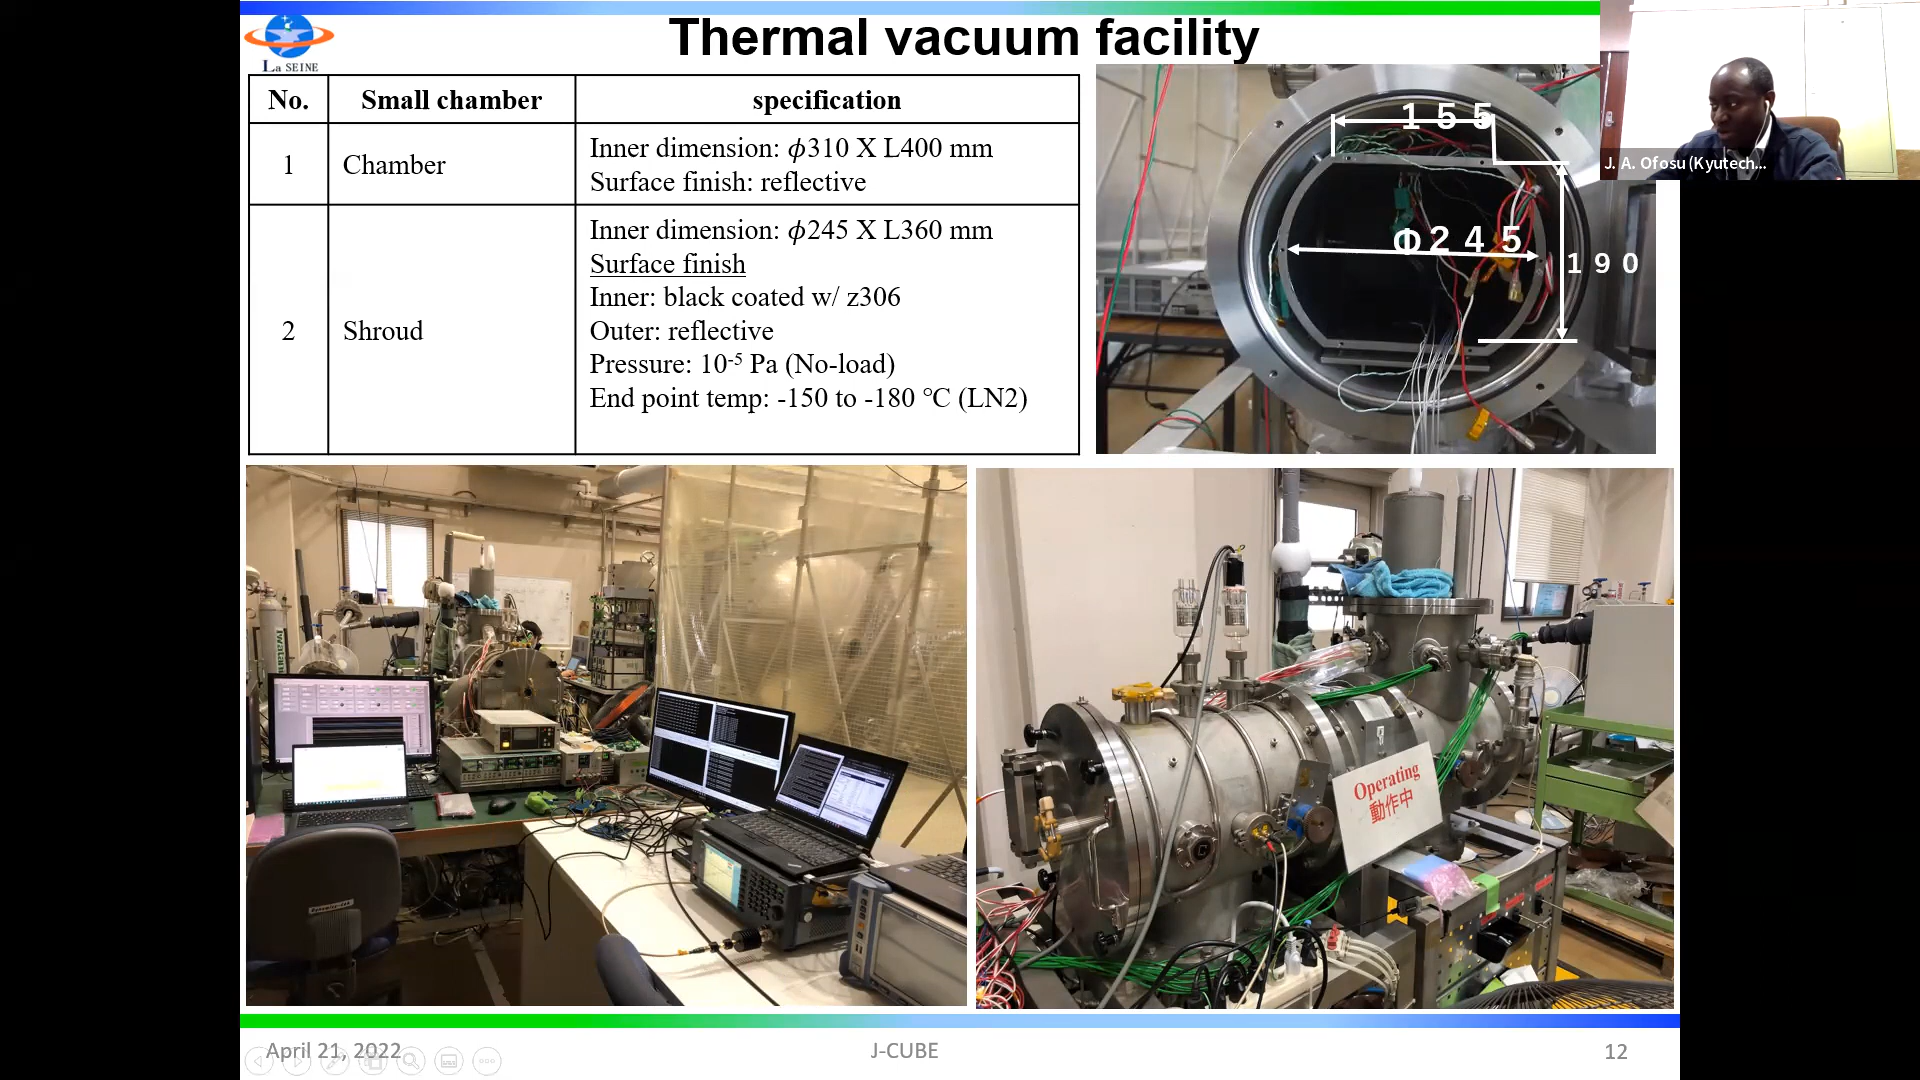 La SEINE
Thermal vacuum facility
No.
Small chamber
specification
1
Chamber
Inner dimension: ϕ310 X L400 mm
Surface finish: reflective
2
Shroud
Inner dimension: ϕ245 X L360 mm
Surface finish
Inner: black coated w/ z306
Outer: reflective
Pressure: 10⁻⁵ Pa (No-load)
End point temp: -150 to -180 ℃ (LN2)
155
Φ245
190
J. A. Ofosu (Kyutech...
Iwatani
Operating
動作中
April 21, 2022
J-CUBE
12